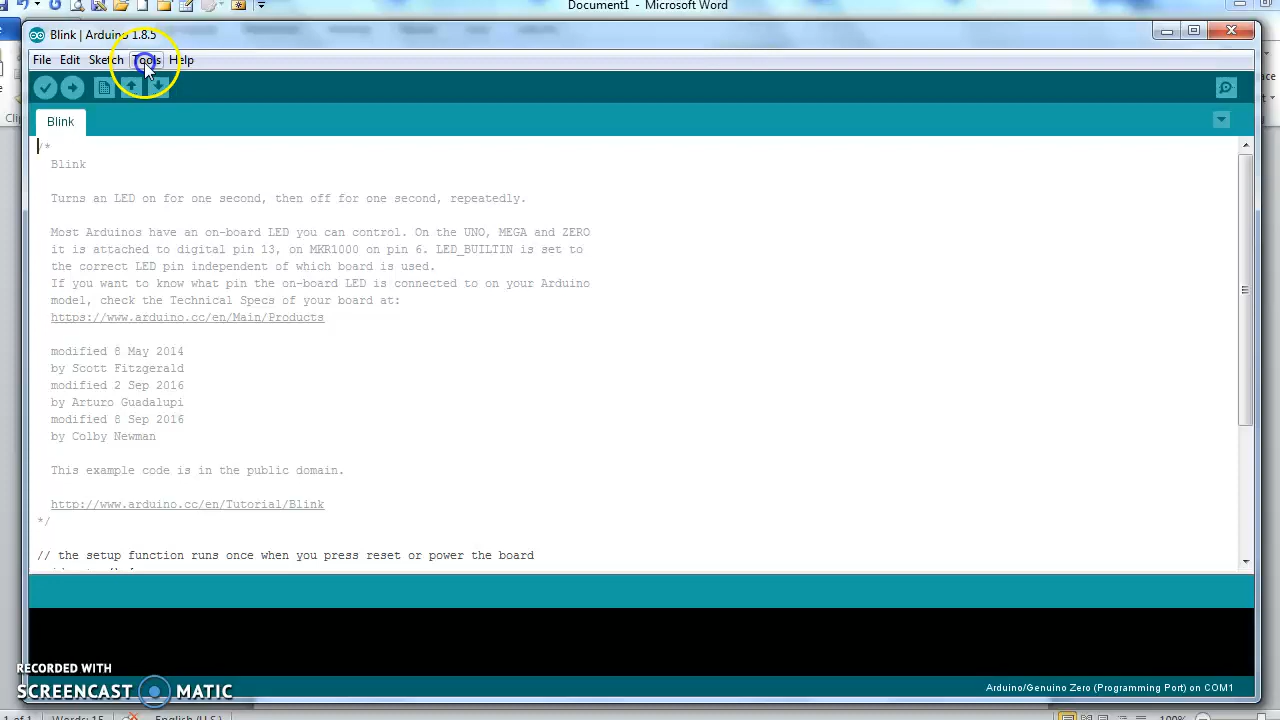 Document1 - Microsoft Word
Blink | Arduino 1.8.5
File Edit Sketch Tools Help
Blink
/*
Blink
Turns an LED on for one second, then off for one second, repeatedly.
Most Arduinos have an on-board LED you can control. On the UNO, MEGA and ZERO
it is attached to digital pin 13, on MKR1000 on pin 6. LED_BUILTIN is set to
the correct LED pin independent of which board is used.
If you want to know what pin the on-board LED is connected to on your Arduino
model, check the Technical Specs of your board at:
https://www.arduino.cc/en/Main/Products
modified 8 May 2014
by Scott Fitzgerald
modified 2 Sep 2016
by Arturo Guadalupi
modified 8 Sep 2016
by Colby Newman
This example code is in the public domain.
http://www.arduino.cc/en/Tutorial/Blink
*/
// the setup function runs once when you press reset or power the board
Arduino/Genuino Zero (Programming Port) on COM1
RECORDED WITH
SCREENCAST MATIC
Words: 15
English (U.S.)
100%